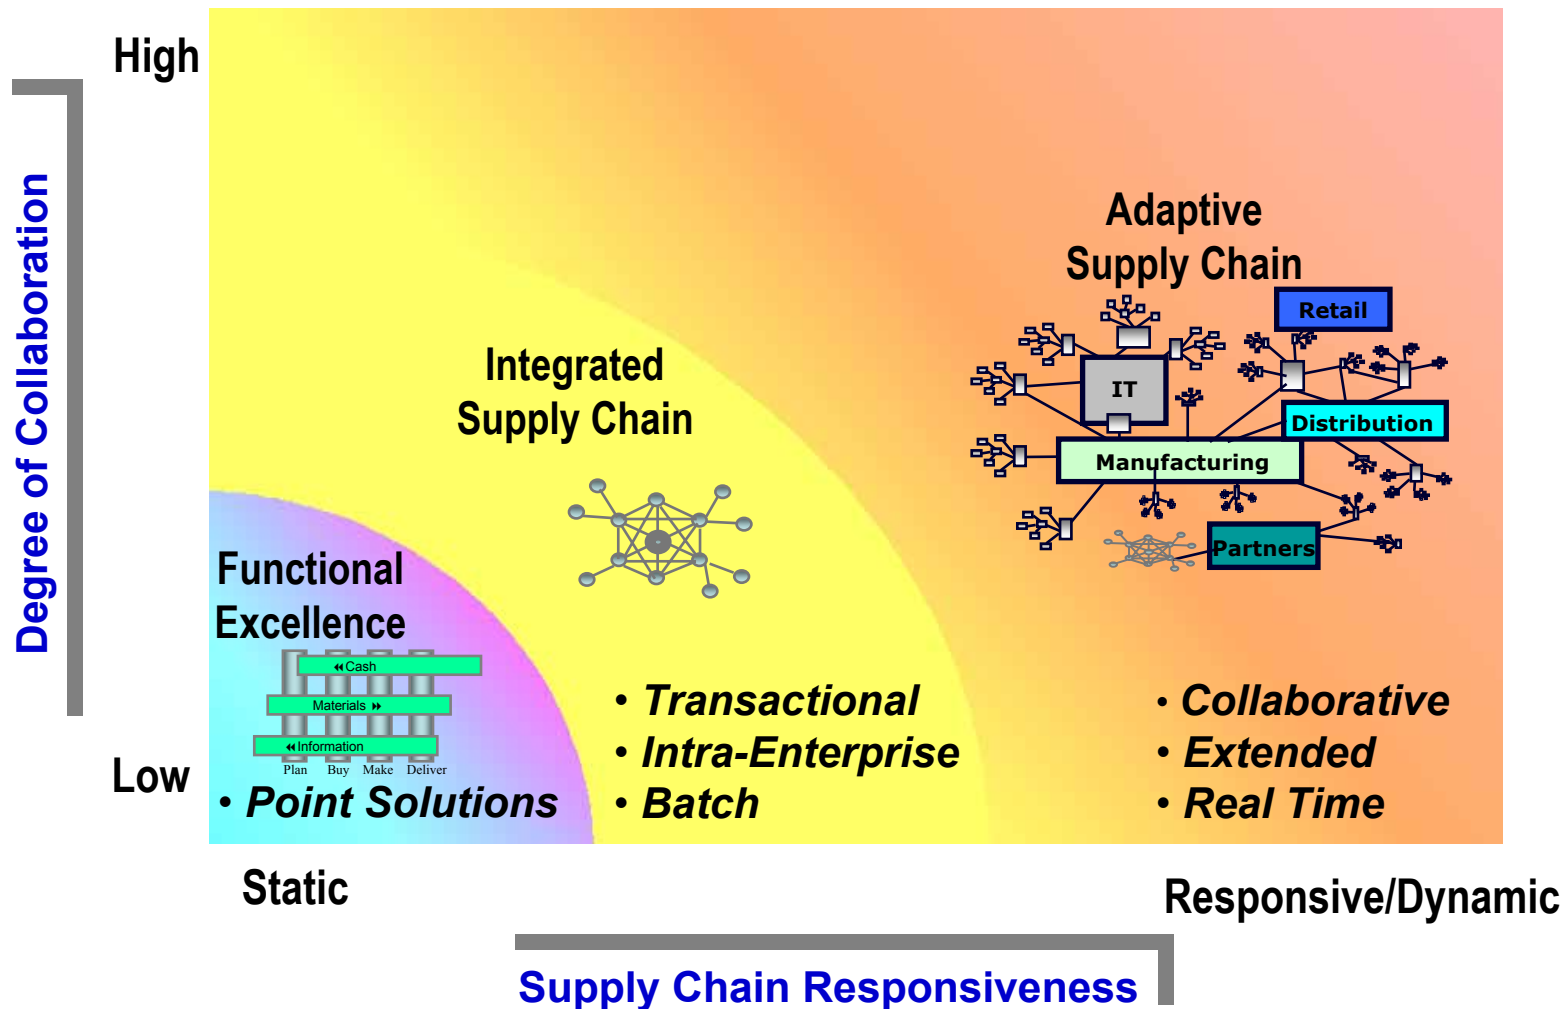 High
Degree of Collaboration
Low
Adaptive
Supply Chain
Retail
IT
Distribution
Manufacturing
Partners
Integrated
Supply Chain
Functional
Excellence
Cash
Materials
Information
Plan Buy Make Deliver
• Point Solutions
• Transactional
• Intra-Enterprise
• Batch
• Collaborative
• Extended
• Real Time
Static
Responsive/Dynamic
Supply Chain Responsiveness